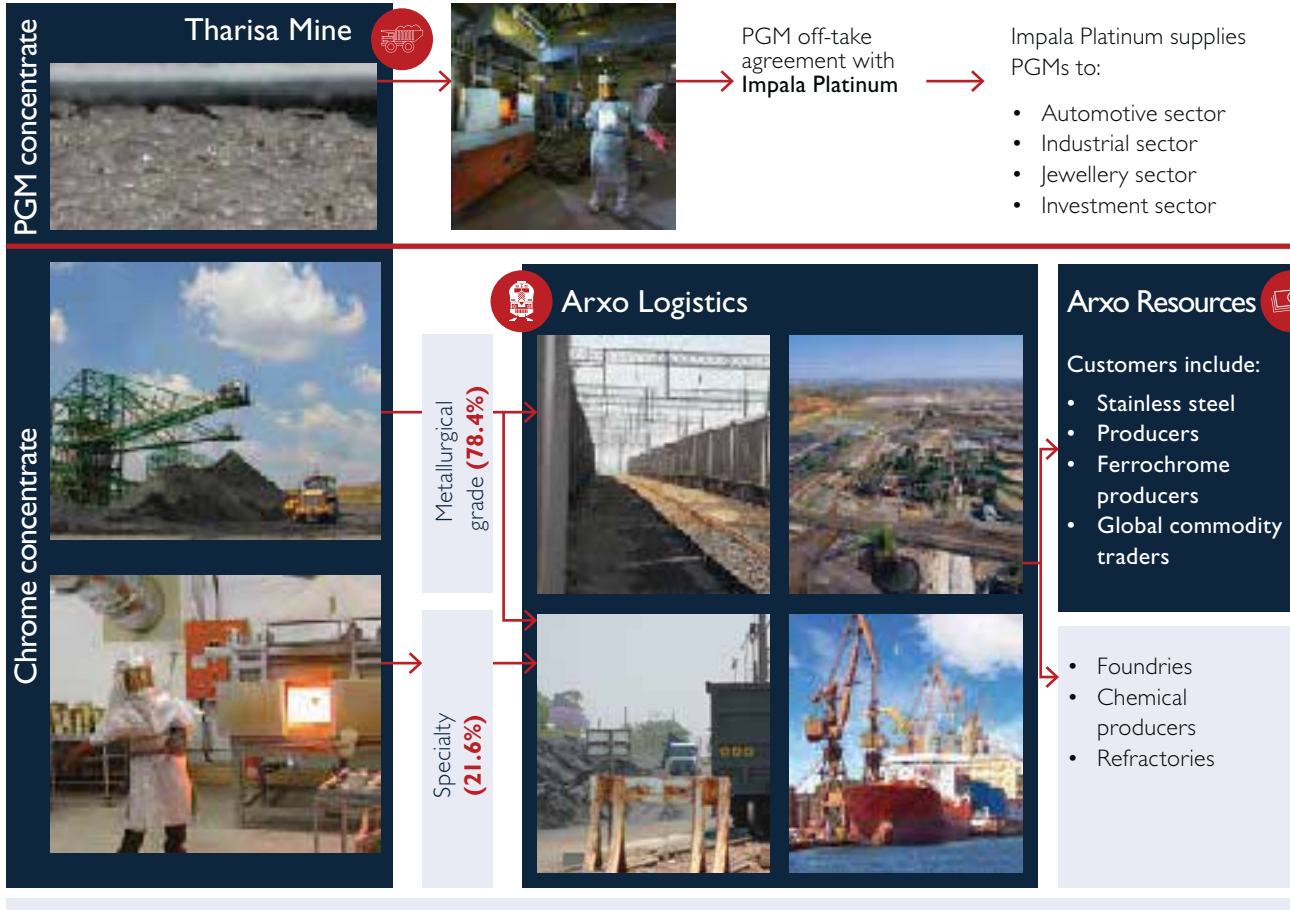 PGM concentrate
Tharisa Mine
PGM off-take
agreement with
Impala Platinum
Impala Platinum supplies
PGMs to:
• Automotive sector
• Industrial sector
• Jewellery sector
• Investment sector
Chrome concentrate
Metallurgical
grade (78.4%)
Specialty
(21.6%)
Arxo Logistics
Arxo Resources
Customers include:
• Stainless steel
• Producers
• Ferrochrome
producers
• Global commodity
traders
• Foundries
• Chemical
producers
• Refractories